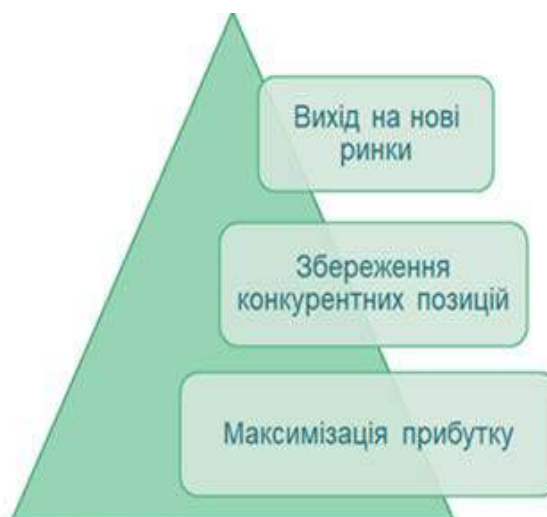 Вихід на нові
ринки
Збереження
конкурентних позицій
Максимізація прибутку